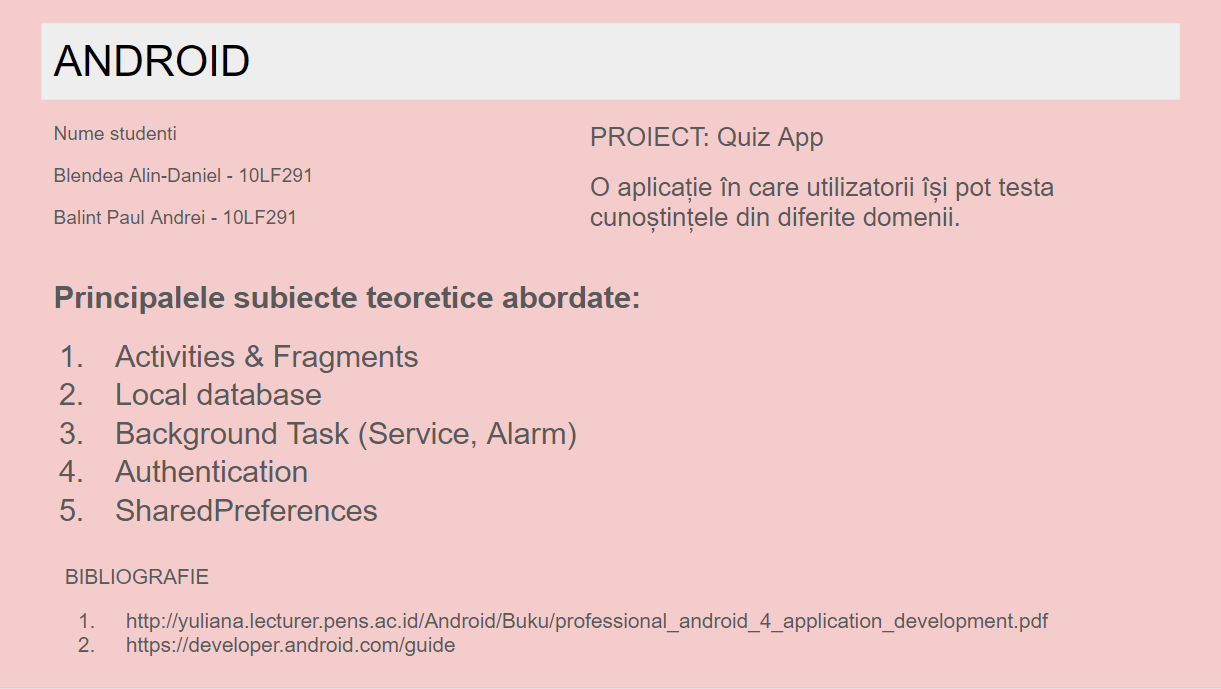 ANDROID
Nume studenti
Blendea Alin-Daniel - 10LF291
Balint Paul Andrei - 10LF291
PROIECT: Quiz App
O aplicație în care utilizatorii își pot testa
cunoștințele din diferite domenii.
Principalele subiecte teoretice abordate:
1. Activities & Fragments
2. Local database
3. Background Task (Service, Alarm)
4. Authentication
5. SharedPreferences
BIBLIOGRAFIE
1. http://yuliana.lecturer.pens.ac.id/Android/Buku/professional_android_4_application_development.pdf
2. https://developer.android.com/guide